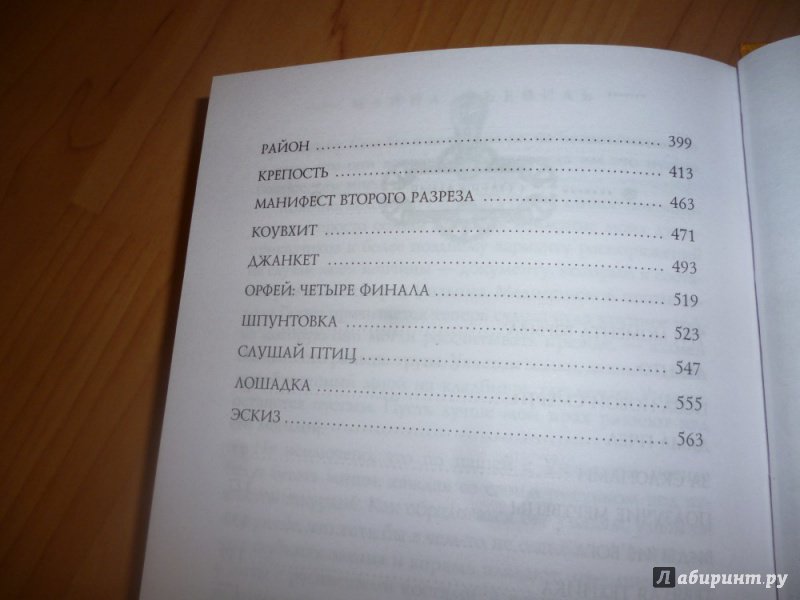 РАЙОН ........ 399
КРЕПОСТЬ ........ 413
МАНИФЕСТ ВТОРОГО РАЗРЕЗА ........ 463
КОУВХИТ ........ 471
ДЖАНКЕТ ........ 493
ОРФЕЙ: ЧЕТЫРЕ ФИНАЛА ........ 519
ШПУНТОВКА ........ 523
СЛУШАЙ ПТИЦ ........ 547
ЛОШАДКА ........ 555
ЭСКИЗ ........ 563
Лабиринт.ру